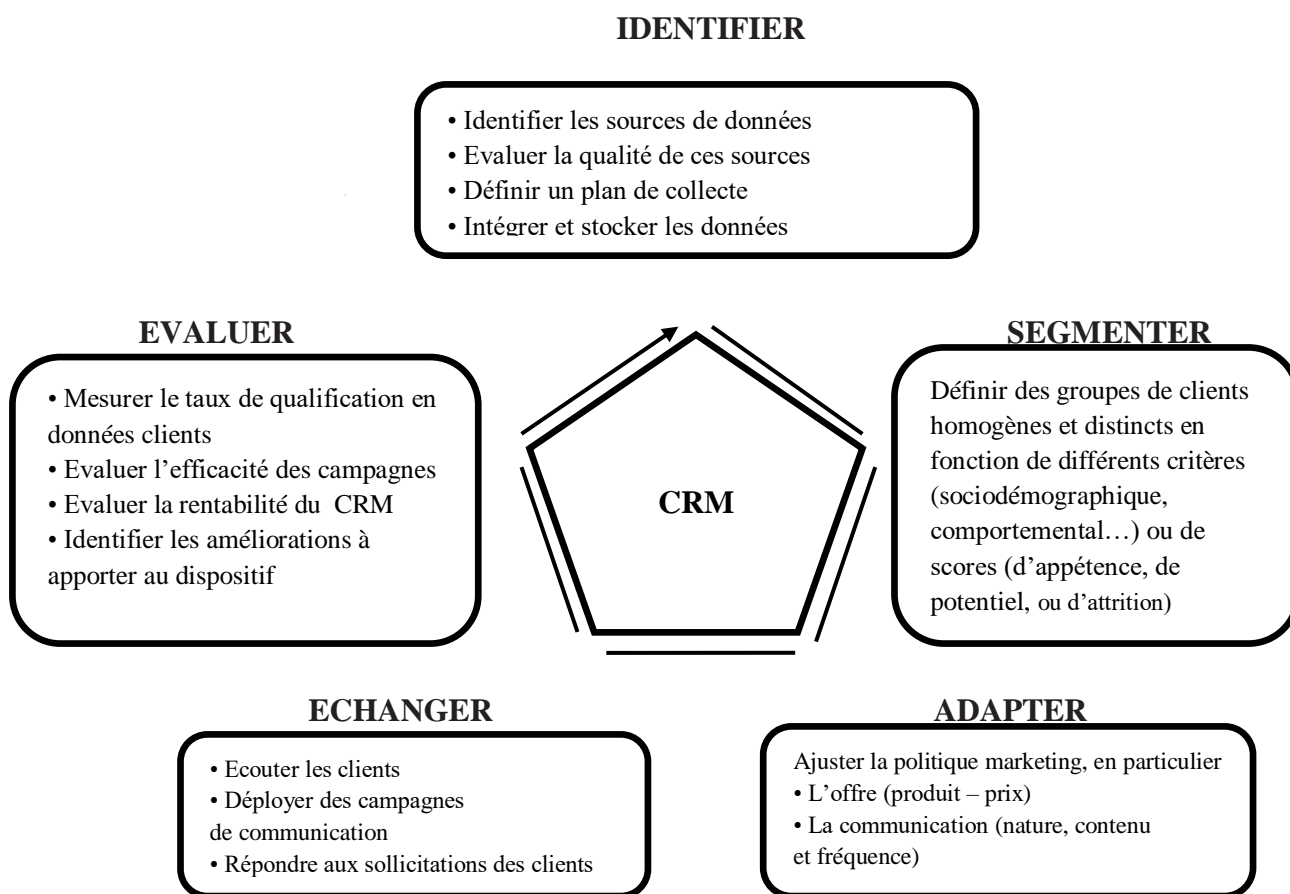 IDENTIFIER
• Identifier les sources de données
• Evaluer la qualité de ces sources
• Définir un plan de collecte
• Intégrer et stocker les données
EVALUER
• Mesurer le taux de qualification en
données clients
• Evaluer l’efficacité des campagnes
• Evaluer la rentabilité du CRM
• Identifier les améliorations à
apporter au dispositif
CRM
SEGMENTER
Définir des groupes de clients
homogènes et distincts en
fonction de différents critères
(sociodémographique,
comportemental…) ou de
scores (d’appétence, de
potentiel, ou d’attrition)
ECHANGER
• Ecouter les clients
• Déployer des campagnes
de communication
• Répondre aux sollicitations des clients
ADAPTER
Ajuster la politique marketing, en particulier
• L’offre (produit – prix)
• La communication (nature, contenu
et fréquence)